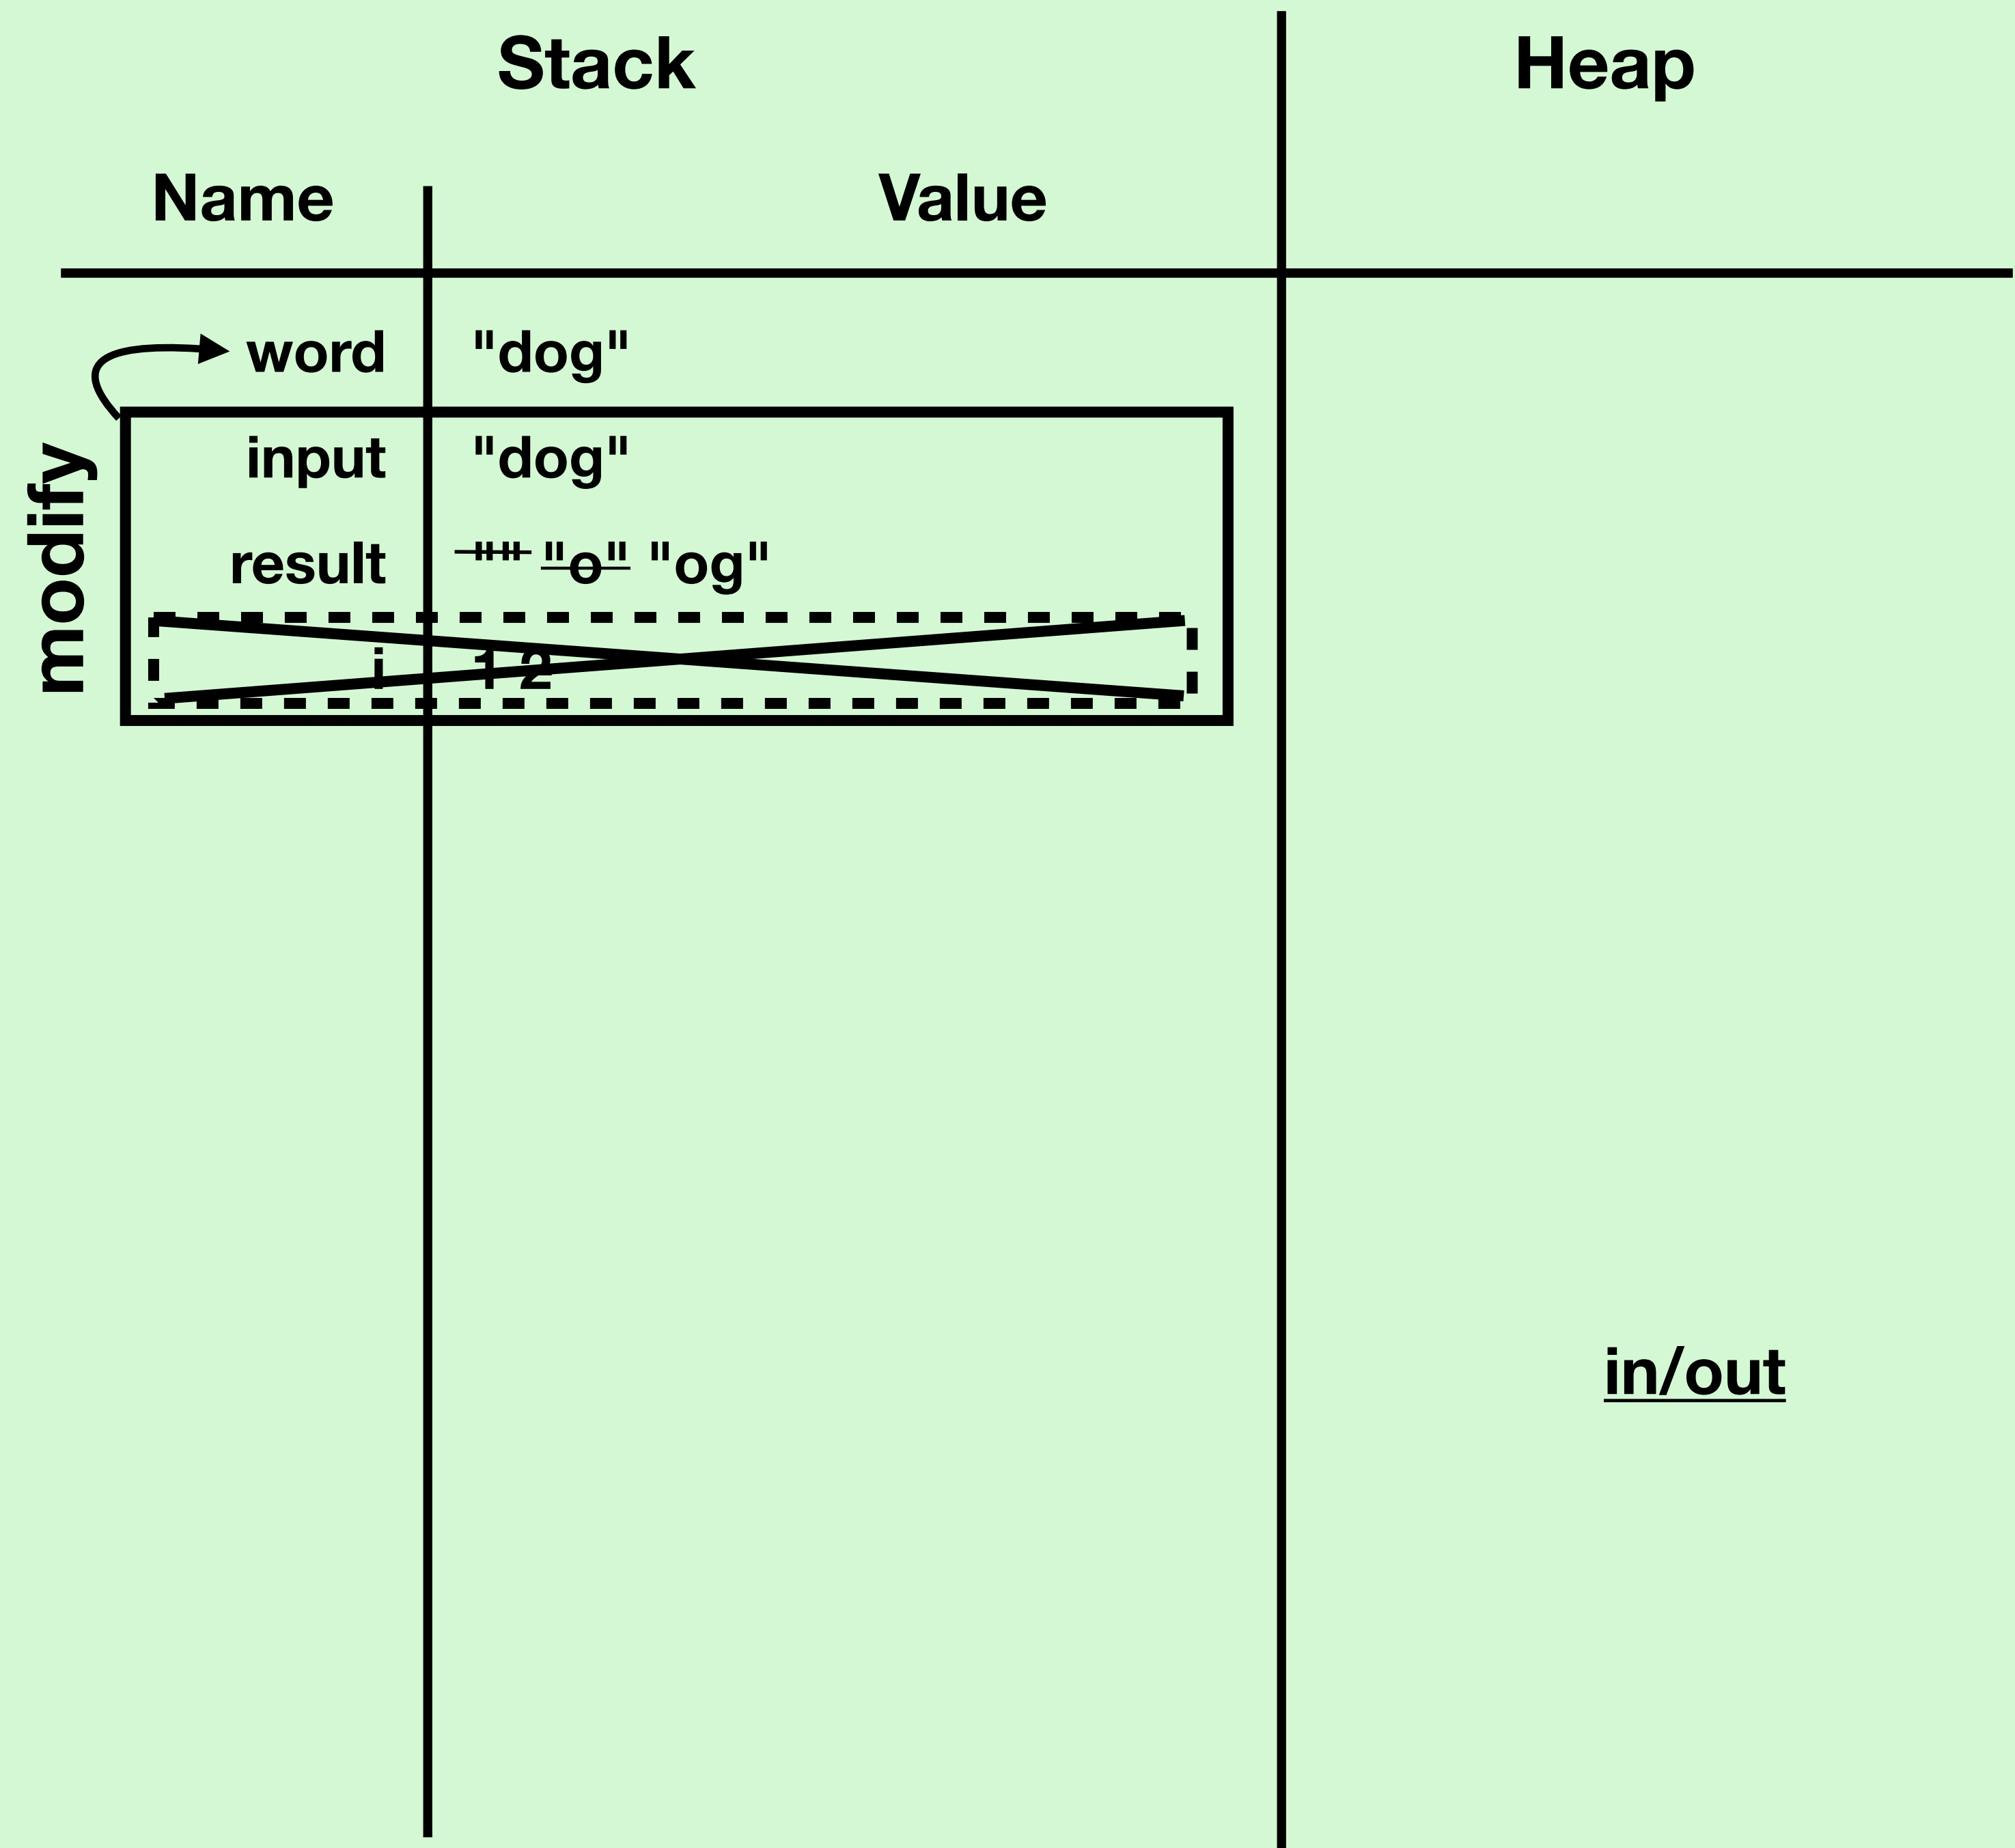 Stack Heap
Name Value
word "dog"
modify
input "dog"
result "" "o" "og"
i 1 2
in/out